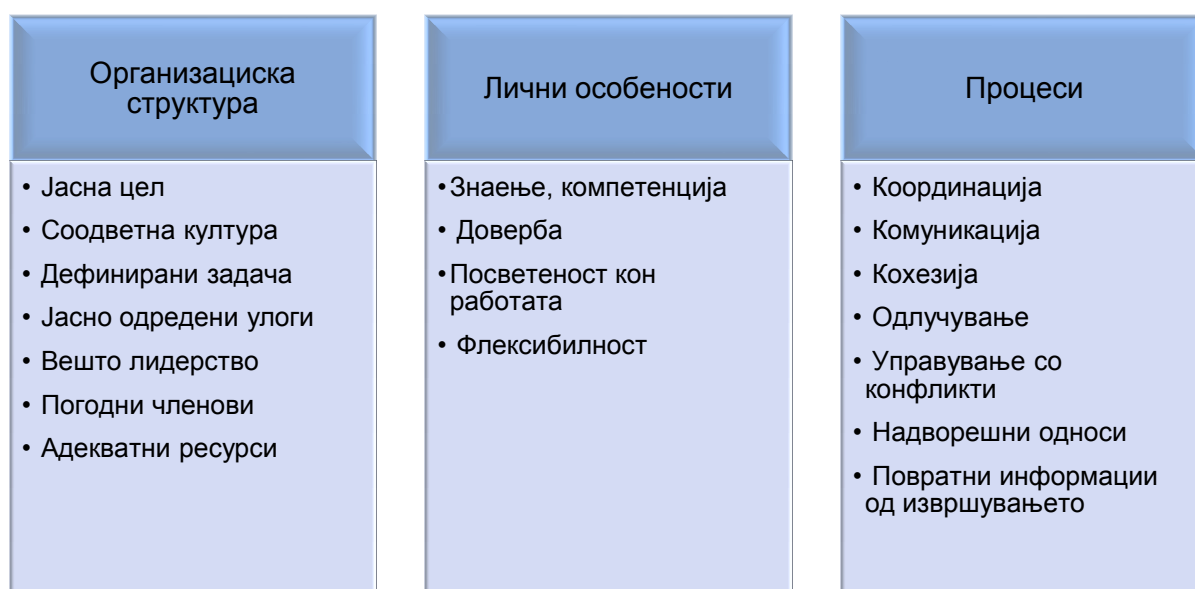 Организациска
структура
• Јасна цел
• Соодветна култура
• Дефинирани задача
• Јасно одредени улоги
• Вешто лидерство
• Погодни членови
• Адекватни ресурси
Лични особености
•Знаење, компетенција
• Доверба
•Посветеност кон
работата
• Флексибилност
Процеси
• Координација
• Комуникација
• Кохезија
• Одлучување
• Управување со
конфликти
• Надворешни односи
• Повратни информации
од извршувањето